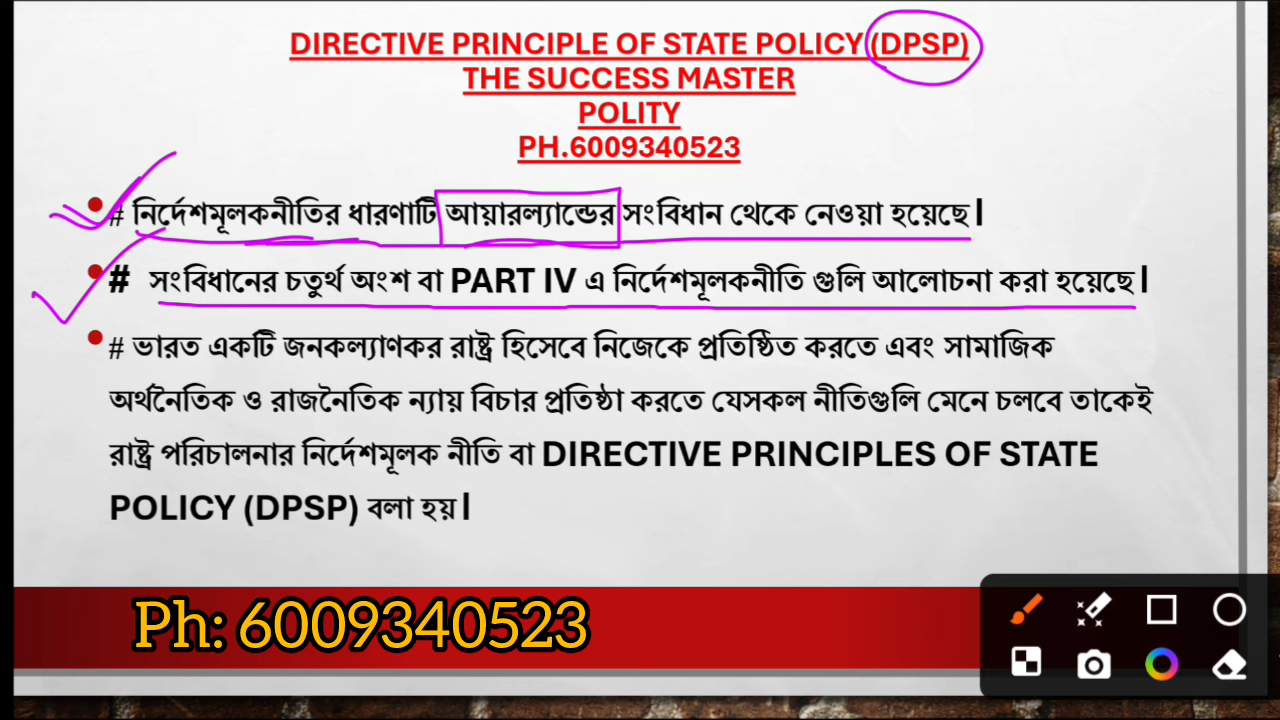 DIRECTIVE PRINCIPLE OF STATE POLICY (DPSP)
THE SUCCESS MASTER
POLITY
PH.6009340523
# নির্দেশমূলকনীতির ধারণাটি আয়ারল্যান্ডের সংবিধান থেকে নেওয়া হয়েছে।
# সংবিধানের চতুর্থ অংশ বা PART IV এ নির্দেশমূলকনীতি গুলি আলোচনা করা হয়েছে।
# ভারত একটি জনকল্যাণকর রাষ্ট্র হিসেবে নিজেকে প্রতিষ্ঠিত করতে এবং সামাজিক
অর্থনৈতিক ও রাজনৈতিক ন্যায় বিচার প্রতিষ্ঠা করতে যেসকল নীতিগুলি মেনে চলবে তাকেই
রাষ্ট্র পরিচালনার নির্দেশমূলক নীতি বা DIRECTIVE PRINCIPLES OF STATE
POLICY (DPSP) বলা হয়।
Ph: 6009340523